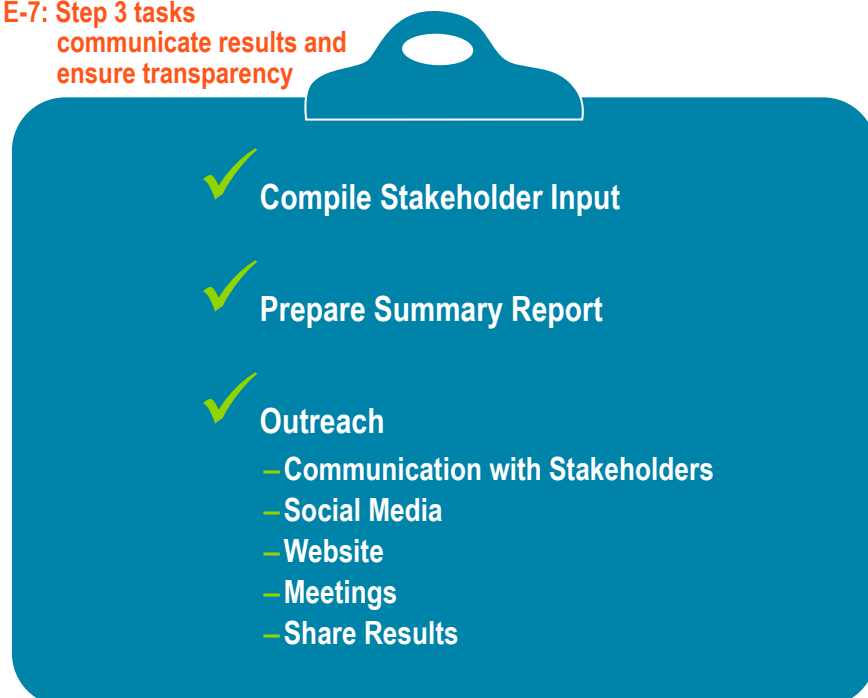 E-7: Step 3 tasks
communicate results and
ensure transparency
Compile Stakeholder Input
Prepare Summary Report
Outreach
–Communication with Stakeholders
–Social Media
–Website
–Meetings
–Share Results